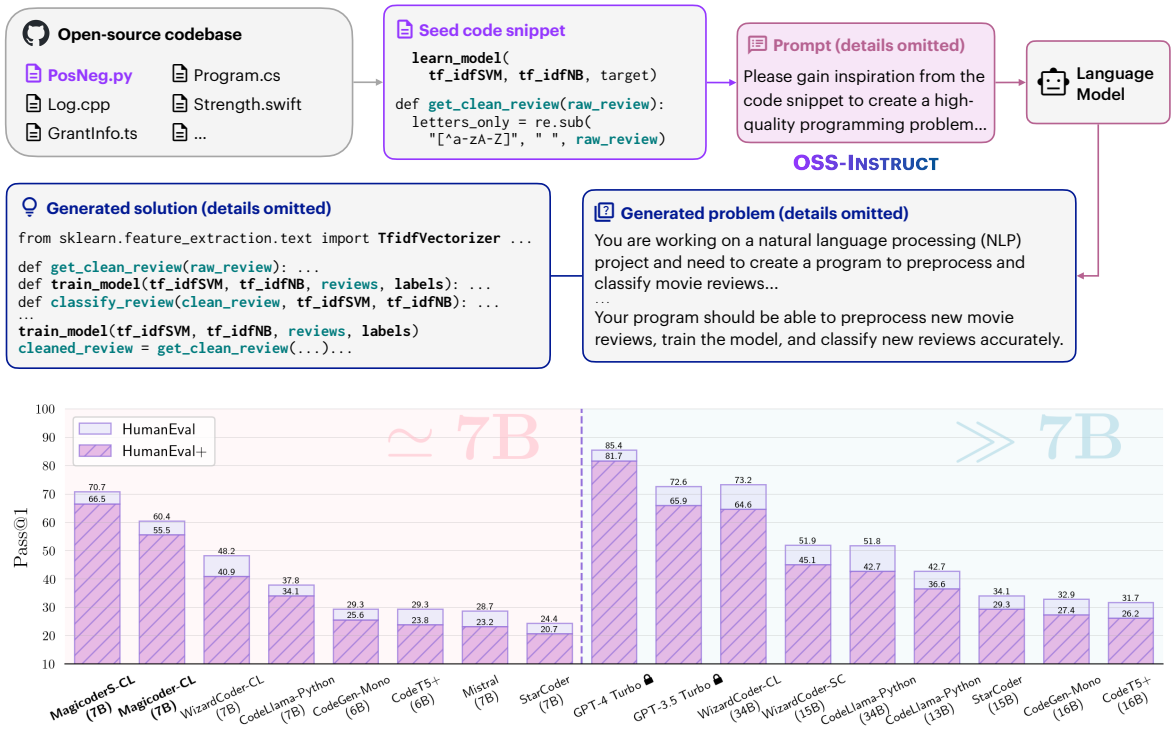 Open-source codebase
PosNeg.py
Program.cs
Log.cpp
Strength.swift
GrantInfo.ts
...
Seed code snippet
learn_model(
tf_idfSVM, tf_idfNB, target)
def get_clean_review(raw_review):
letters_only = re.sub(
"[^a-zA-Z]", " ", raw_review)
Prompt (details omitted)
Please gain inspiration from the
code snippet to create a high-
quality programming problem...
Language
Model
OSS-INSTRUCT
Generated solution (details omitted)
from sklearn.feature_extraction.text import TfidfVectorizer ...
def get_clean_review(raw_review): ...
def train_model(tf_idfSVM, tf_idfNB, reviews, labels): ...
def classify_review(clean_review, tf_idfSVM, tf_idfNB): ...
...
train_model(tf_idfSVM, tf_idfNB, reviews, labels)
cleaned_review = get_clean_review(...)...
Generated problem (details omitted)
You are working on a natural language processing (NLP)
project and need to create a program to preprocess and
classify movie reviews...
...
Your program should be able to preprocess new movie
reviews, train the model, and classify new reviews accurately.
Pass@1
100
90
80
70
60
50
40
30
20
10
HumanEval
HumanEval+
≃ 7B
≫ 7B
70.7
66.5
60.4
55.5
48.2
40.9
37.8
34.1
29.3
25.6
29.3
23.8
28.7
23.2
24.4
20.7
85.4
81.7
72.6
65.9
73.2
64.6
51.9
45.1
51.8
42.7
42.7
36.6
34.1
29.3
32.9
27.4
31.7
26.2
MagicoderS-CL
(7B)
Magicoder-CL
(7B)
WizardCoder-CL
(7B)
CodeLlama-Python
(7B)
CodeGen-Mono
(6B)
CodeT5+
(6B)
Mistral
(7B)
StarCoder
(7B)
GPT-4 Turbo
GPT-3.5 Turbo
WizardCoder-CL
(34B)
WizardCoder-SC
(15B)
CodeLlama-Python
(34B)
CodeLlama-Python
(13B)
StarCoder
(15B)
CodeGen-Mono
(16B)
CodeT5+
(16B)